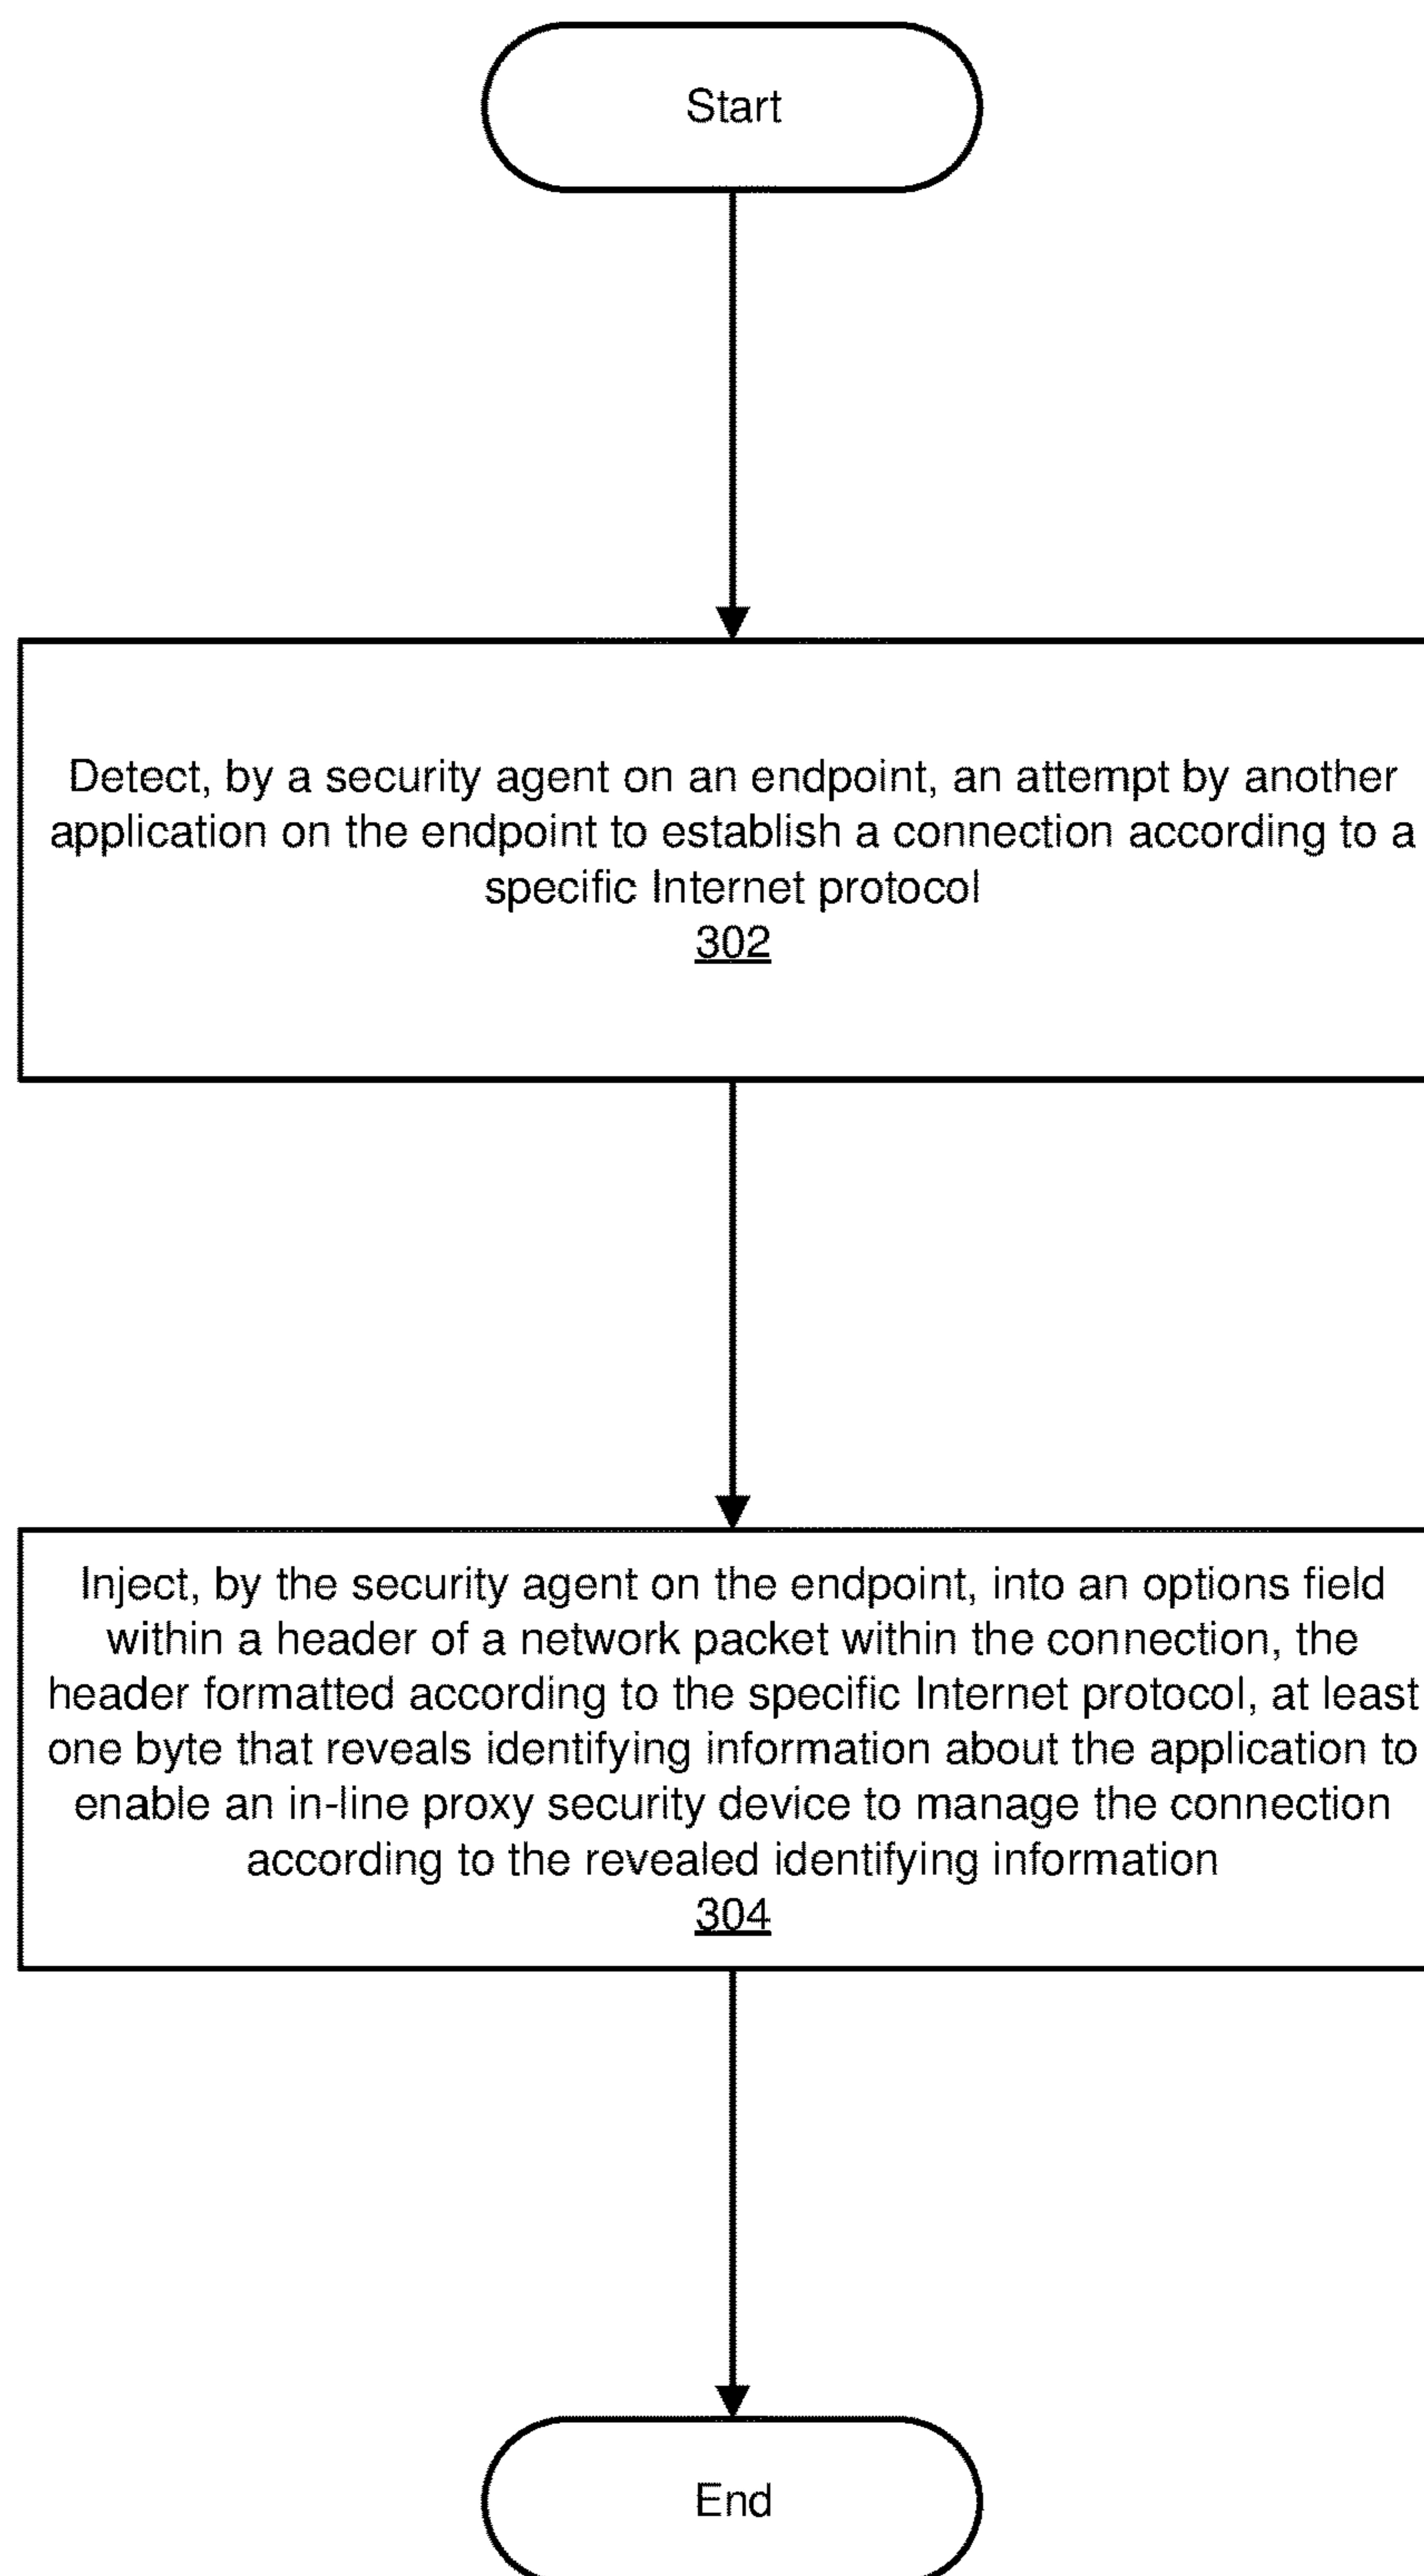 Start
Detect, by a security agent on an endpoint, an attempt by another
application on the endpoint to establish a connection according to a
specific Internet protocol
302
Inject, by the security agent on the endpoint, into an options field
within a header of a network packet within the connection, the
header formatted according to the specific Internet protocol, at least
one byte that reveals identifying information about the application to
enable an in-line proxy security device to manage the connection
according to the revealed identifying information
304
End